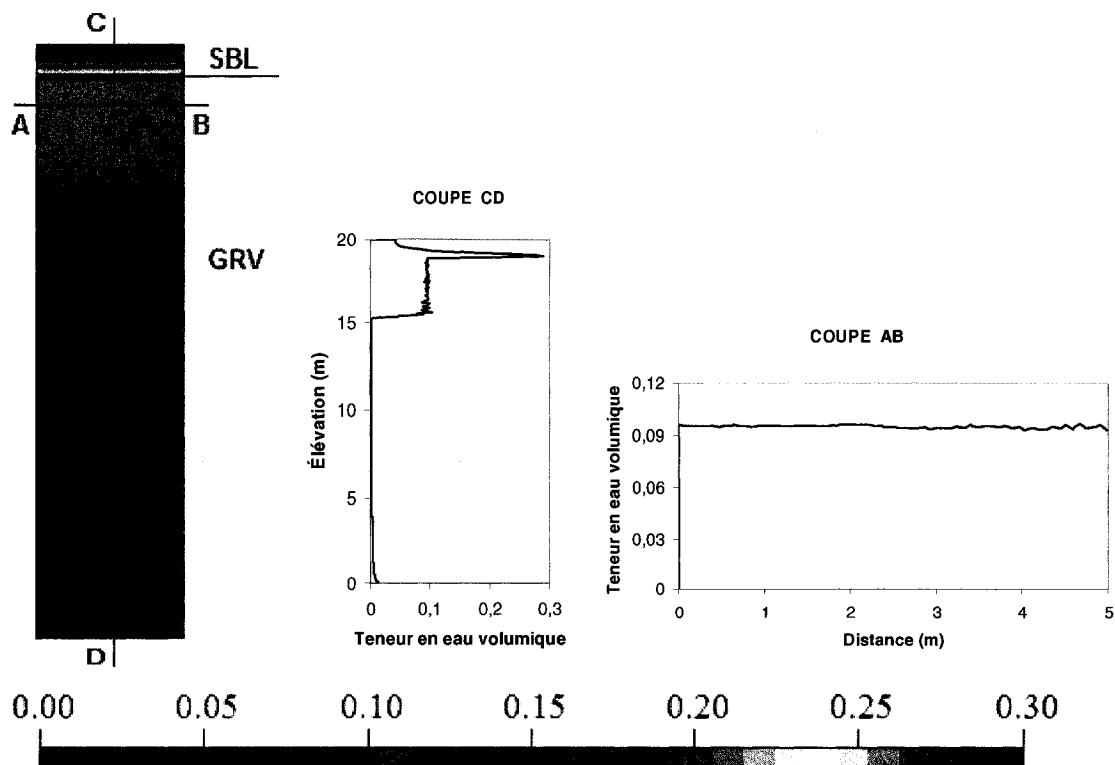 C
SBL
A
B
GRV
D
COUPE CD
20
15
10
5
0
Élévation (m)
0 0,1 0,2 0,3
Teneur en eau volumique
COUPE AB
0,12
0,09
0,06
0,03
0
Teneur en eau volumique
0 1 2 3 4 5
Distance (m)
0.00 0.05 0.10 0.15 0.20 0.25 0.30